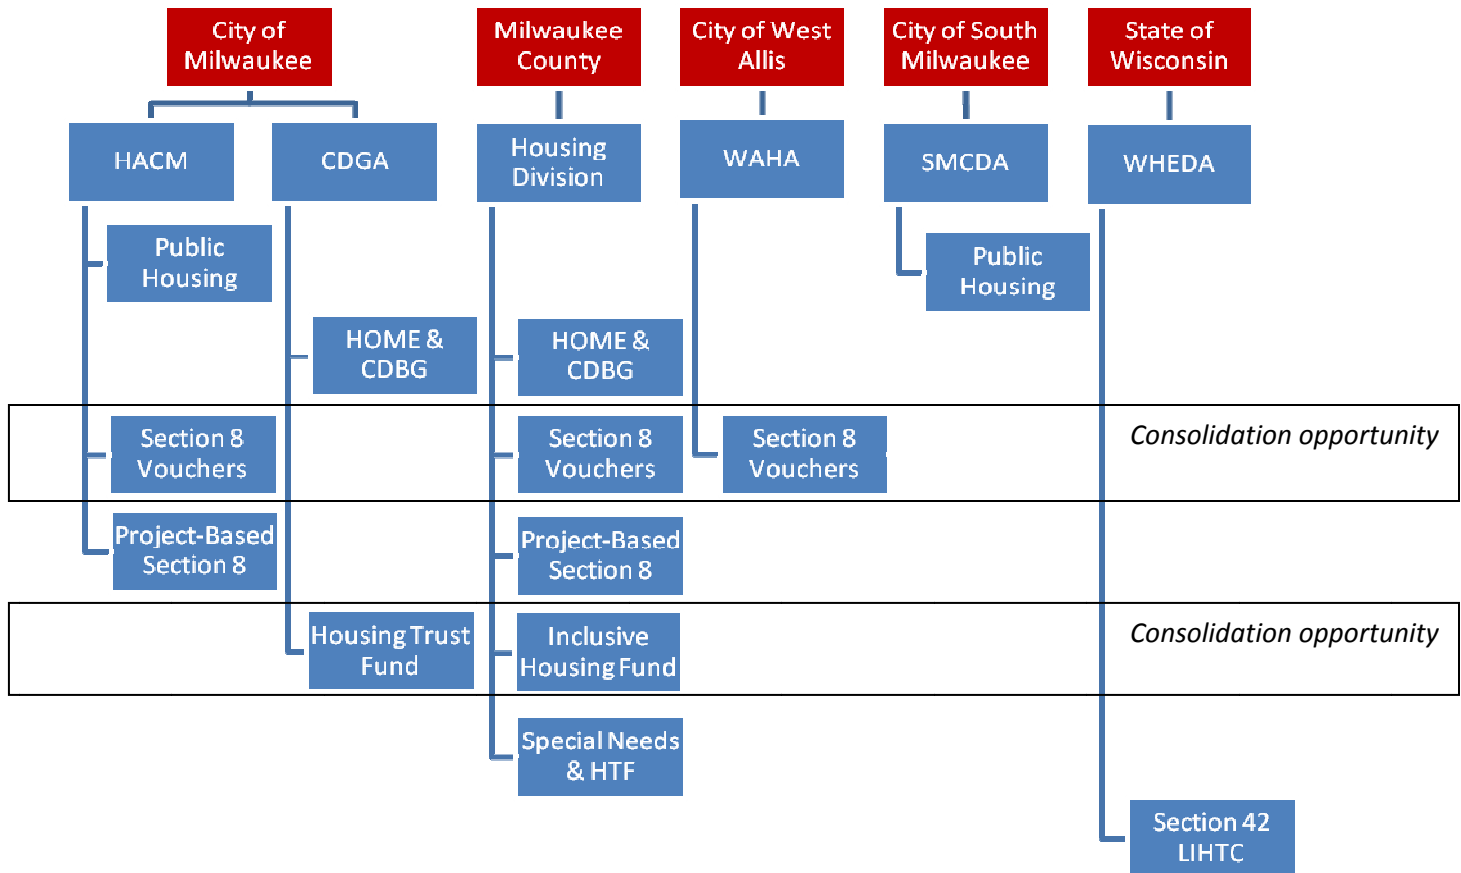 City of
Milwaukee
Milwaukee
County
City of West
Allis
City of South
Milwaukee
State of
Wisconsin
HACM
CDGA
Housing
Division
WAHA
SMCDA
WHEDA
Public
Housing
Public
Housing
HOME &
CDBG
HOME &
CDBG
Section 8
Vouchers
Section 8
Vouchers
Section 8
Vouchers
Consolidation opportunity
Project-Based
Section 8
Project-Based
Section 8
Housing Trust
Fund
Inclusive
Housing Fund
Consolidation opportunity
Special Needs
& HTF
Section 42
LIHTC